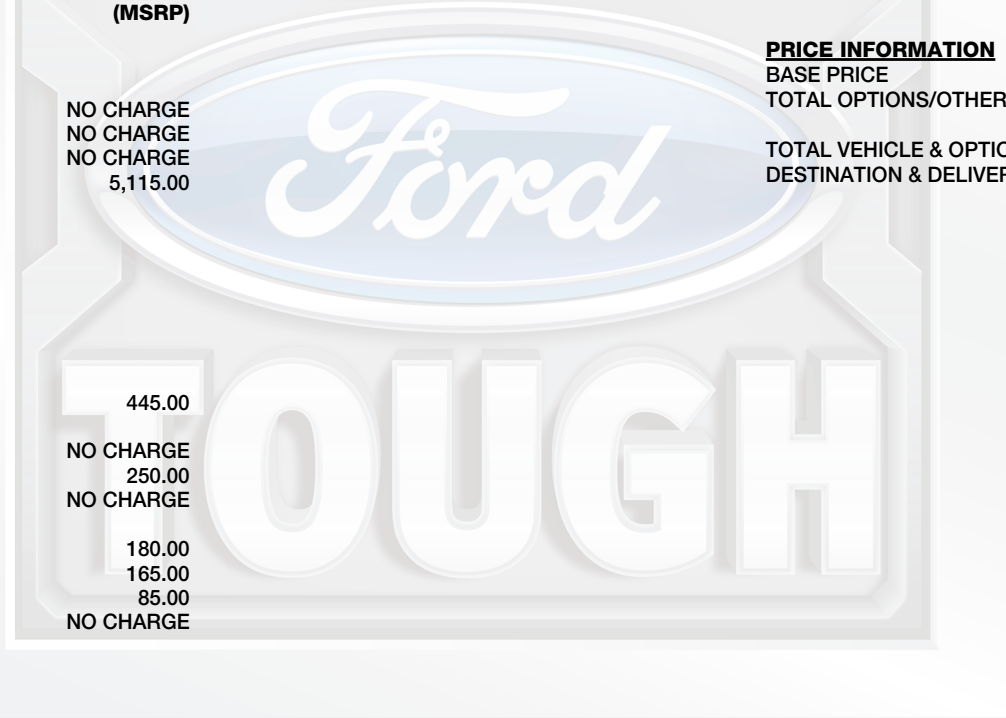 (MSRP)
NO CHARGE
NO CHARGE
NO CHARGE
5,115.00
445.00
NO CHARGE
250.00
NO CHARGE
180.00
165.00
85.00
NO CHARGE
PRICE INFORMATION
BASE PRICE
TOTAL OPTIONS/OTHER
TOTAL VEHICLE & OPTIO
DESTINATION & DELIVER
Ford
TOUGH